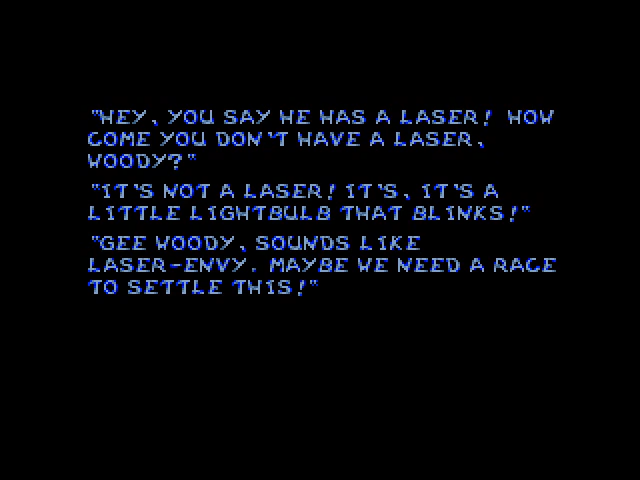 "HEY, YOU SAY HE HAS A LASER! HOW
COME YOU DON'T HAVE A LASER,
WOODY?"
"IT'S NOT A LASER! IT'S, IT'S A
LITTLE LIGHTBULB THAT BLINKS!"
"GEE WOODY, SOUNDS LIKE
LASER-ENVY. MAYBE WE NEED A RACE
TO SETTLE THIS!"